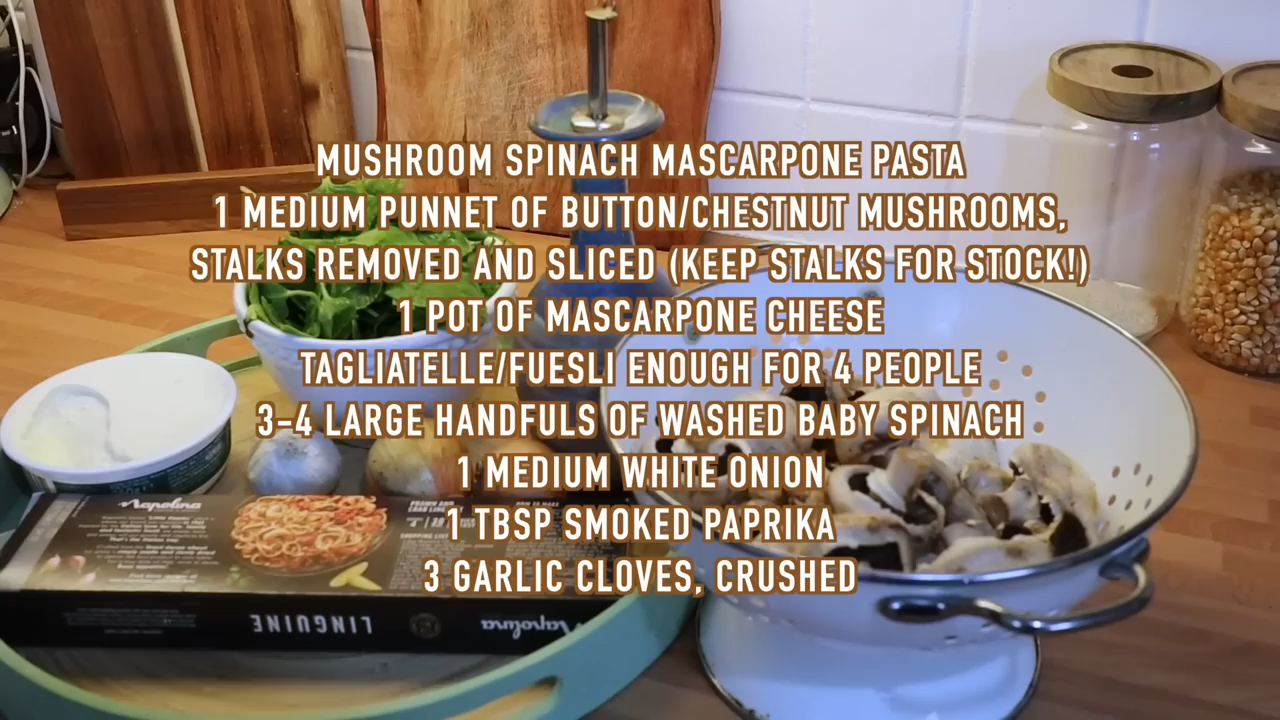 MUSHROOM SPINACH MASCARPONE PASTA
1 MEDIUM PUNNET OF BUTTON/CHESTNUT MUSHROOMS,
STALKS REMOVED AND SLICED (KEEP STALKS FOR STOCK!)
1 POT OF MASCARPONE CHEESE
TAGLIATELLE/FUESLI ENOUGH FOR 4 PEOPLE
3-4 LARGE HANDFULS OF WASHED BABY SPINACH
1 MEDIUM WHITE ONION
1 TBSP SMOKED PAPRIKA
3 GARLIC CLOVES, CRUSHED
Napolina
SHOPPING LIST
LINGUINE
Napolina